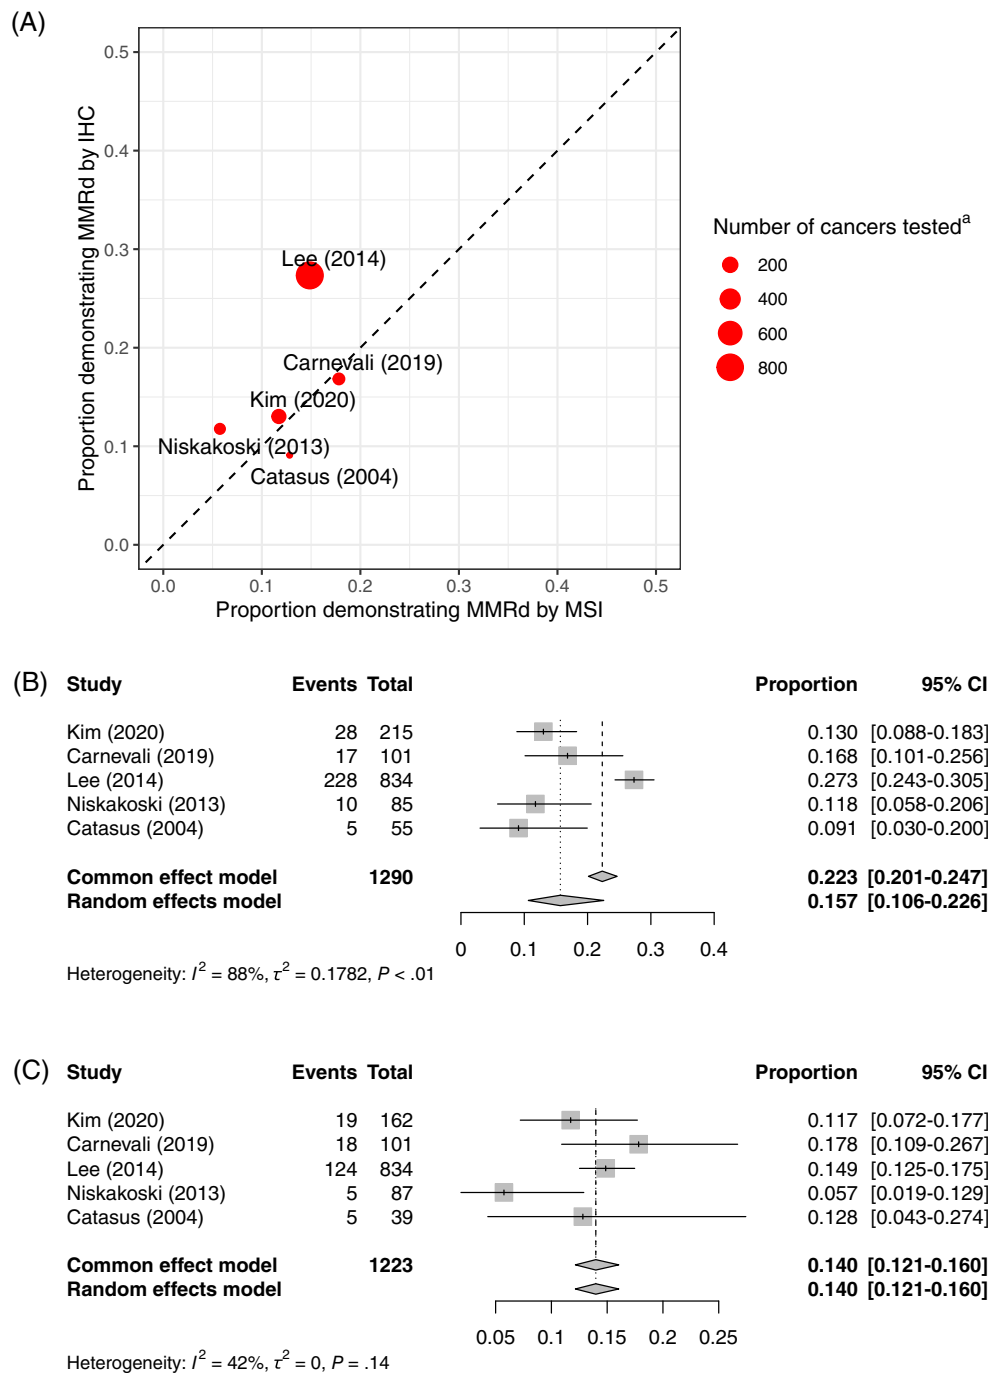 (A)
Proportion demonstrating MMRd by IHC
0.5
0.4
0.3
0.2
0.1
0.0
Lee (2014)
Carnevali (2019)
Kim (2020)
Niskakoski (2013)
Catasus (2004)
0.0 0.1 0.2 0.3 0.4 0.5
Proportion demonstrating MMRd by MSI
Number of cancers tested^a
200
400
600
800
(B) Study Events Total Proportion 95% CI
Kim (2020) 28 215 0.130 [0.088-0.183]
Carnevali (2019) 17 101 0.168 [0.101-0.256]
Lee (2014) 228 834 0.273 [0.243-0.305]
Niskakoski (2013) 10 85 0.118 [0.058-0.206]
Catasus (2004) 5 55 0.091 [0.030-0.200]
Common effect model 1290 0.223 [0.201-0.247]
Random effects model 0.157 [0.106-0.226]
0 0.1 0.2 0.3 0.4
Heterogeneity: I² = 88%, τ² = 0.1782, P < .01
(C) Study Events Total Proportion 95% CI
Kim (2020) 19 162 0.117 [0.072-0.177]
Carnevali (2019) 18 101 0.178 [0.109-0.267]
Lee (2014) 124 834 0.149 [0.125-0.175]
Niskakoski (2013) 5 87 0.057 [0.019-0.129]
Catasus (2004) 5 39 0.128 [0.043-0.274]
Common effect model 1223 0.140 [0.121-0.160]
Random effects model 0.140 [0.121-0.160]
0.05 0.1 0.15 0.2 0.25
Heterogeneity: I² = 42%, τ² = 0, P = .14